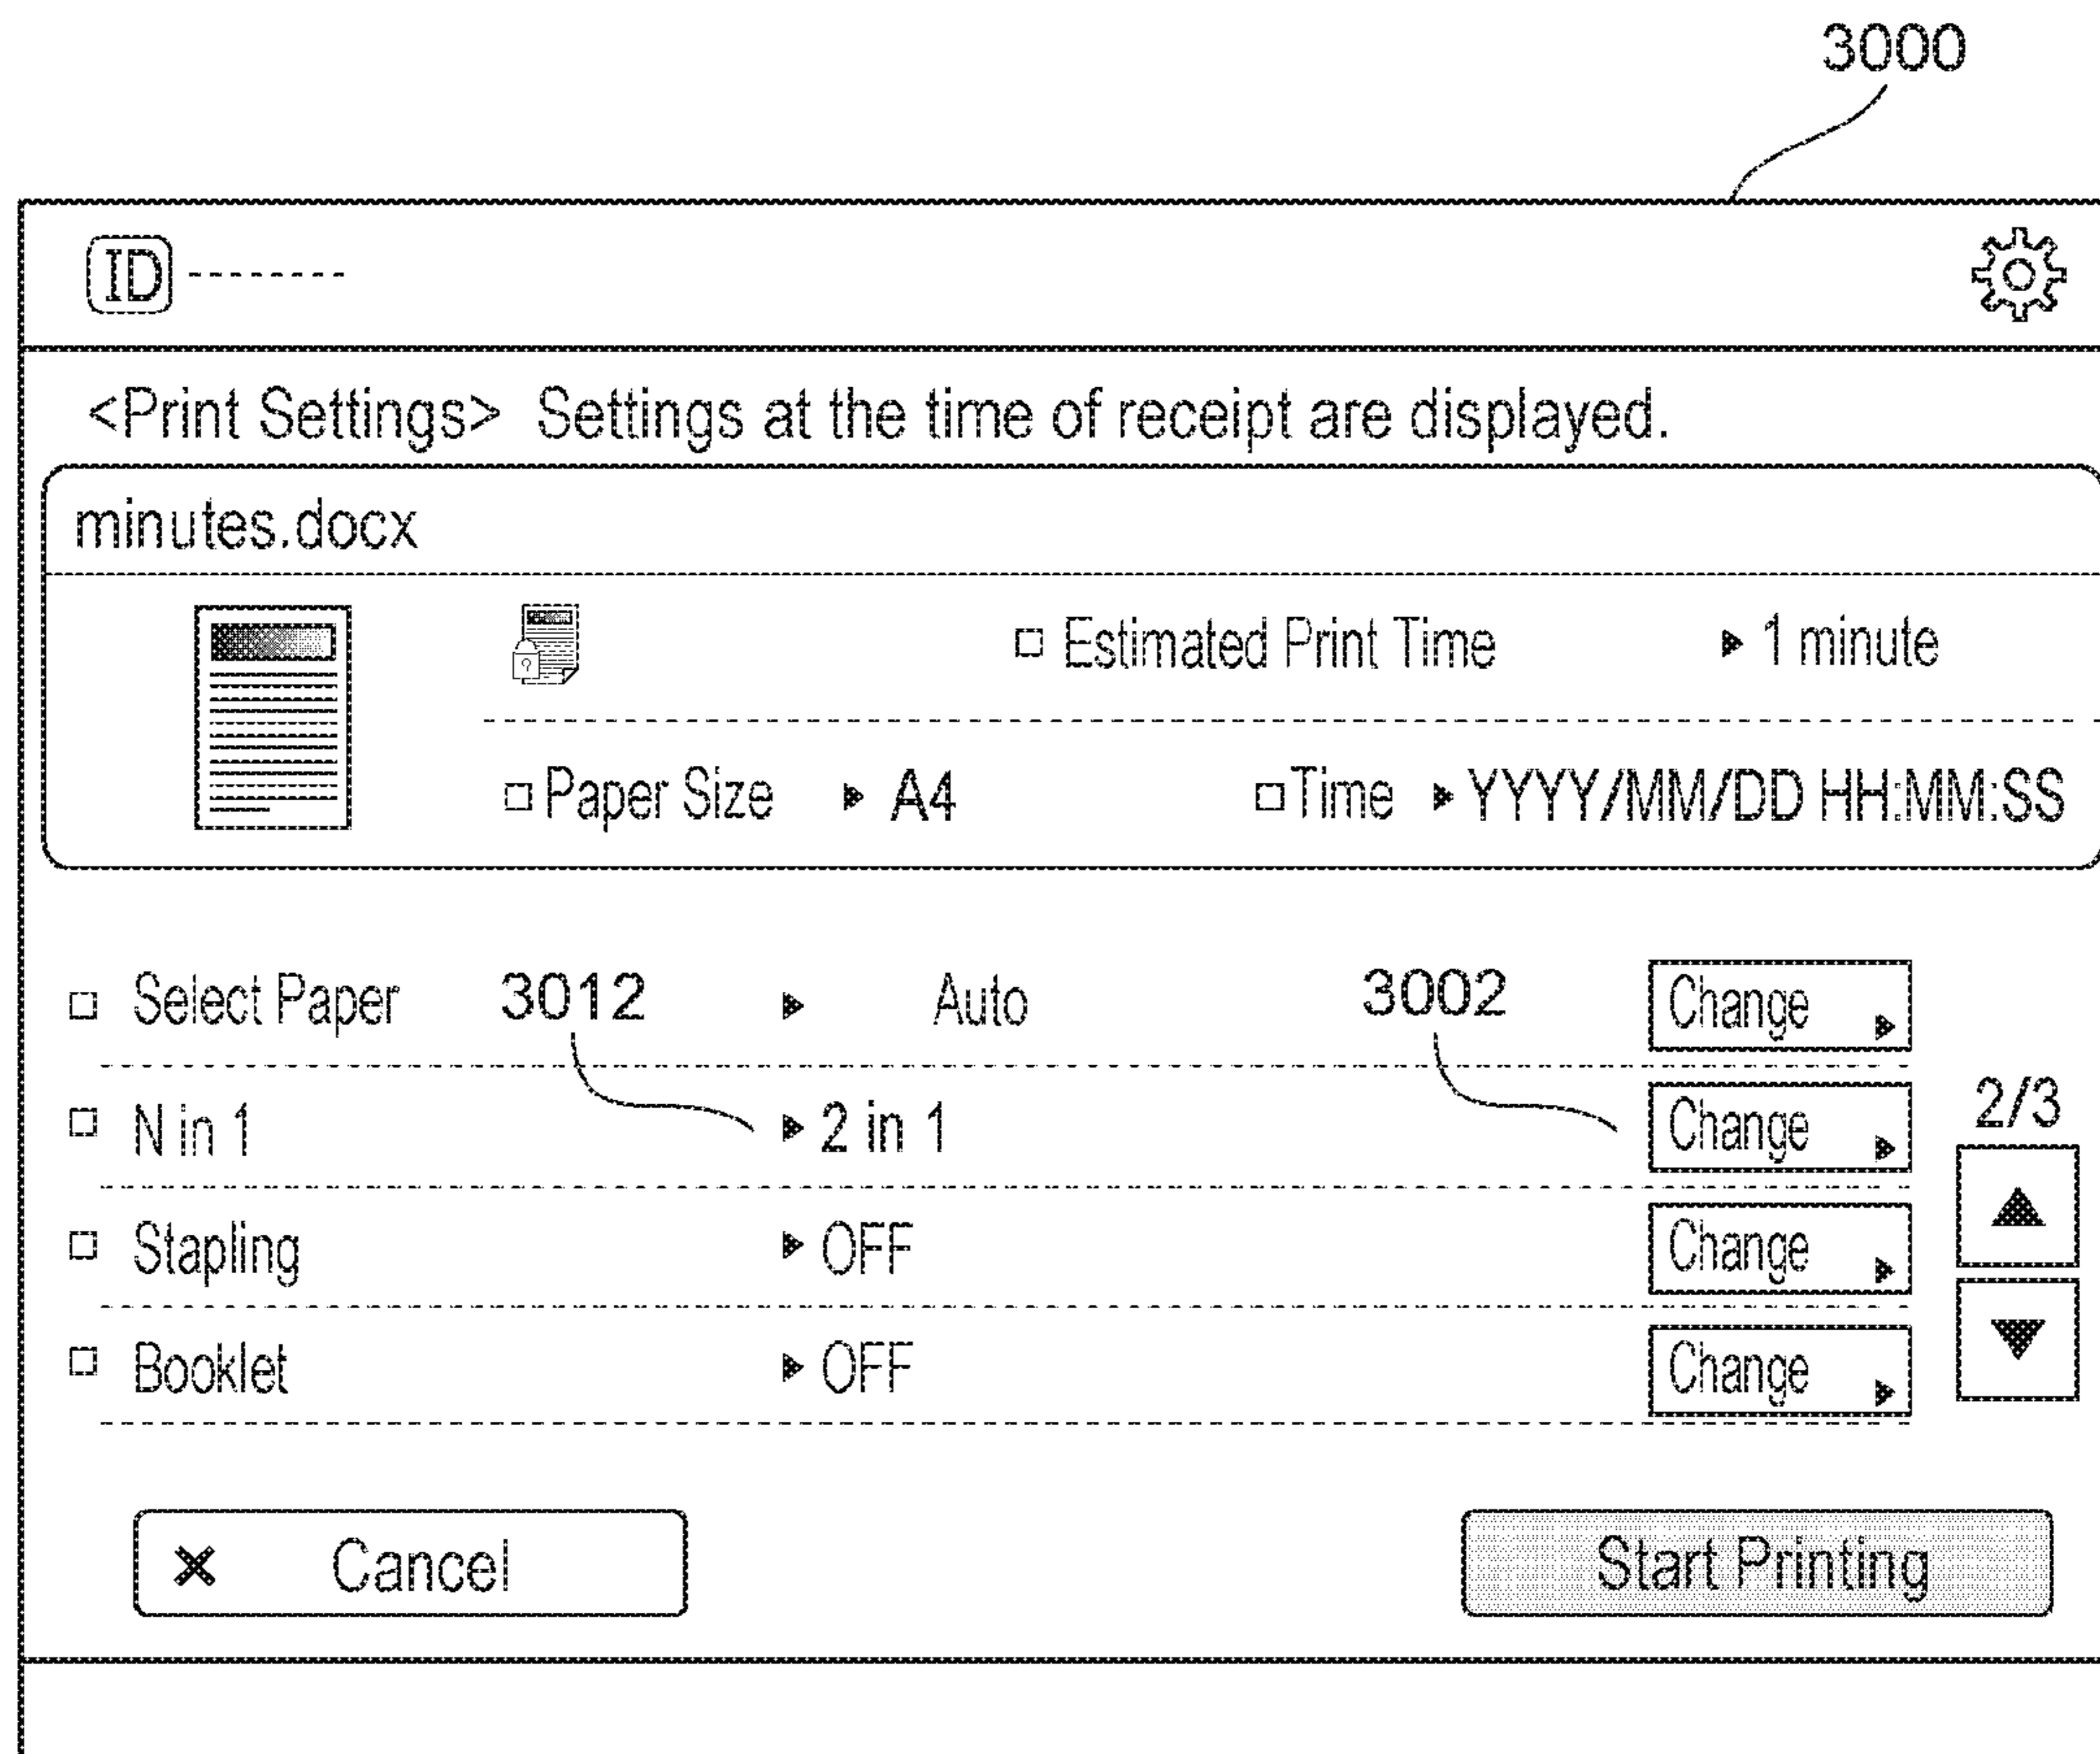 3000
ID --------
<Print Settings> Settings at the time of receipt are displayed.
minutes.docx
? □ Estimated Print Time ▶ 1 minute
□ Paper Size ▶ A4 □ Time ▶ YYYY/MM/DD HH:MM:SS
□ Select Paper 3012 ▶ Auto 3002 Change ▶
□ N in 1 ▶ 2 in 1 Change ▶ 2/3
□ Stapling ▶ OFF Change ▶ ▲
□ Booklet ▶ OFF Change ▶ ▼
× Cancel Start Printing